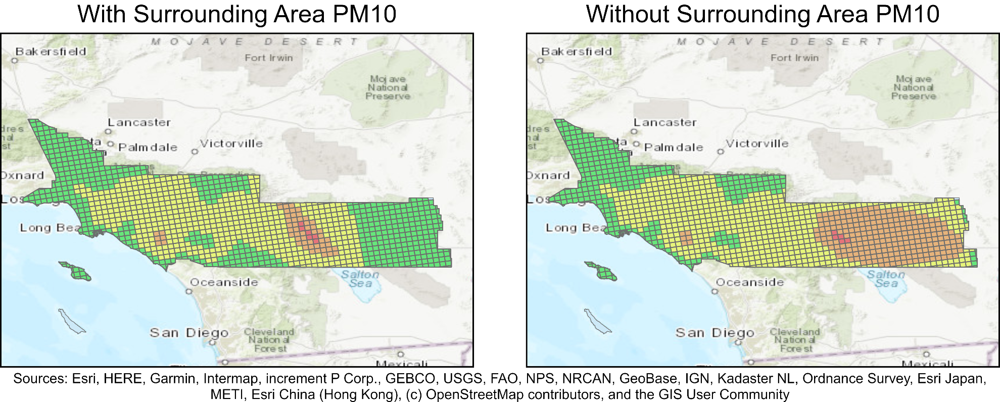 With Surrounding Area PM10
Without Surrounding Area PM10
MOJAVE DESERT
Bakersfield
Fort Irwin
Mojave
National
Preserve
Lancaster
Palmdale
Victorville
Oxnard
Los
Long Bea
Oceanside
Salton
Sea
San Diego
Cleveland
National
Forest
Mexicali
MOJAVE DESERT
Bakersfield
Fort Irwin
Mojave
National
Preserve
Lancaster
Palmdale
Victorville
Oxnard
Los
Long Bea
Oceanside
Salton
Sea
San Diego
Cleveland
National
Forest
Mexicali
Sources: Esri, HERE, Garmin, Intermap, increment P Corp., GEBCO, USGS, FAO, NPS, NRCAN, GeoBase, IGN, Kadaster NL, Ordnance Survey, Esri Japan,
METI, Esri China (Hong Kong), (c) OpenStreetMap contributors, and the GIS User Community